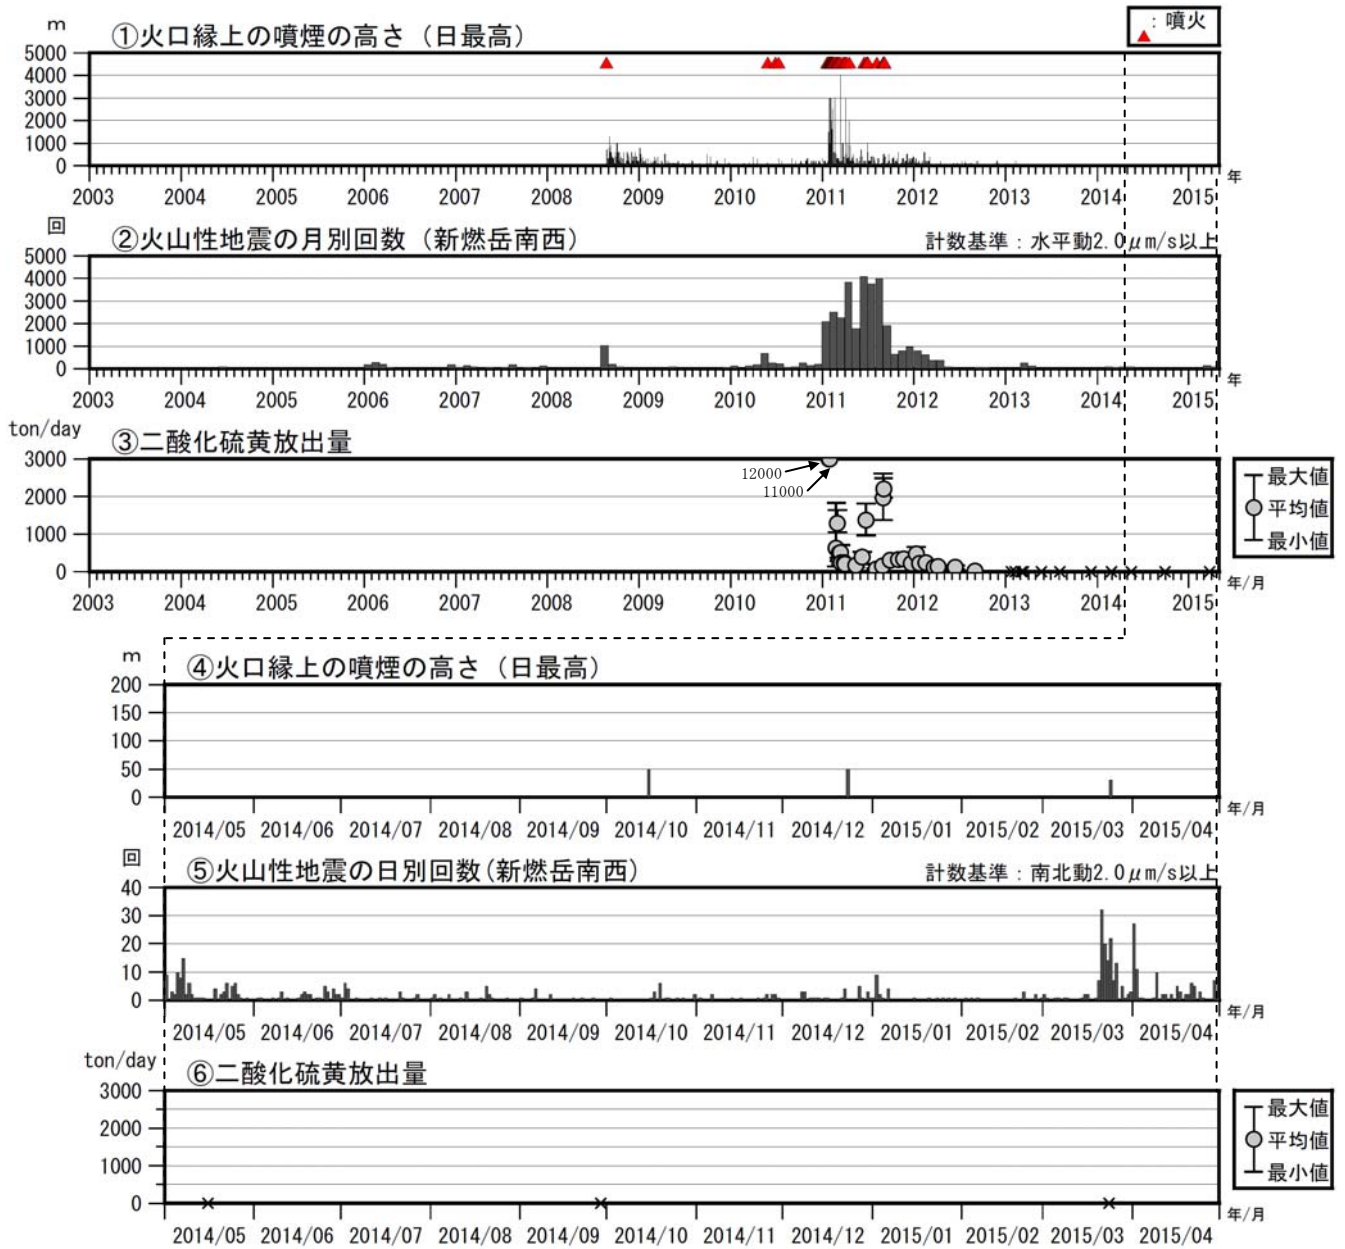 m
①火口縁上の噴煙の高さ（日最高）
：噴火
5000
4000
3000
2000
1000
0
年
2003 2004 2005 2006 2007 2008 2009 2010 2011 2012 2013 2014 2015
回
②火山性地震の月別回数（新燃岳南西）
計数基準：水平動2.0μm/s以上
5000
4000
3000
2000
1000
0
年
2003 2004 2005 2006 2007 2008 2009 2010 2011 2012 2013 2014 2015
ton/day
③二酸化硫黄放出量
3000
2000
1000
0
12000
11000
最大値
平均値
最小値
年/月
2003 2004 2005 2006 2007 2008 2009 2010 2011 2012 2013 2014 2015
m
④火口縁上の噴煙の高さ（日最高）
200
150
100
50
0
年/月
2014/05 2014/06 2014/07 2014/08 2014/09 2014/10 2014/11 2014/12 2015/01 2015/02 2015/03 2015/04
回
⑤火山性地震の日別回数(新燃岳南西)
計数基準：南北動2.0μm/s以上
40
30
20
10
0
年/月
2014/05 2014/06 2014/07 2014/08 2014/09 2014/10 2014/11 2014/12 2015/01 2015/02 2015/03 2015/04
ton/day
⑥二酸化硫黄放出量
3000
2000
1000
0
最大値
平均値
最小値
年/月
2014/05 2014/06 2014/07 2014/08 2014/09 2014/10 2014/11 2014/12 2015/01 2015/02 2015/03 2015/04